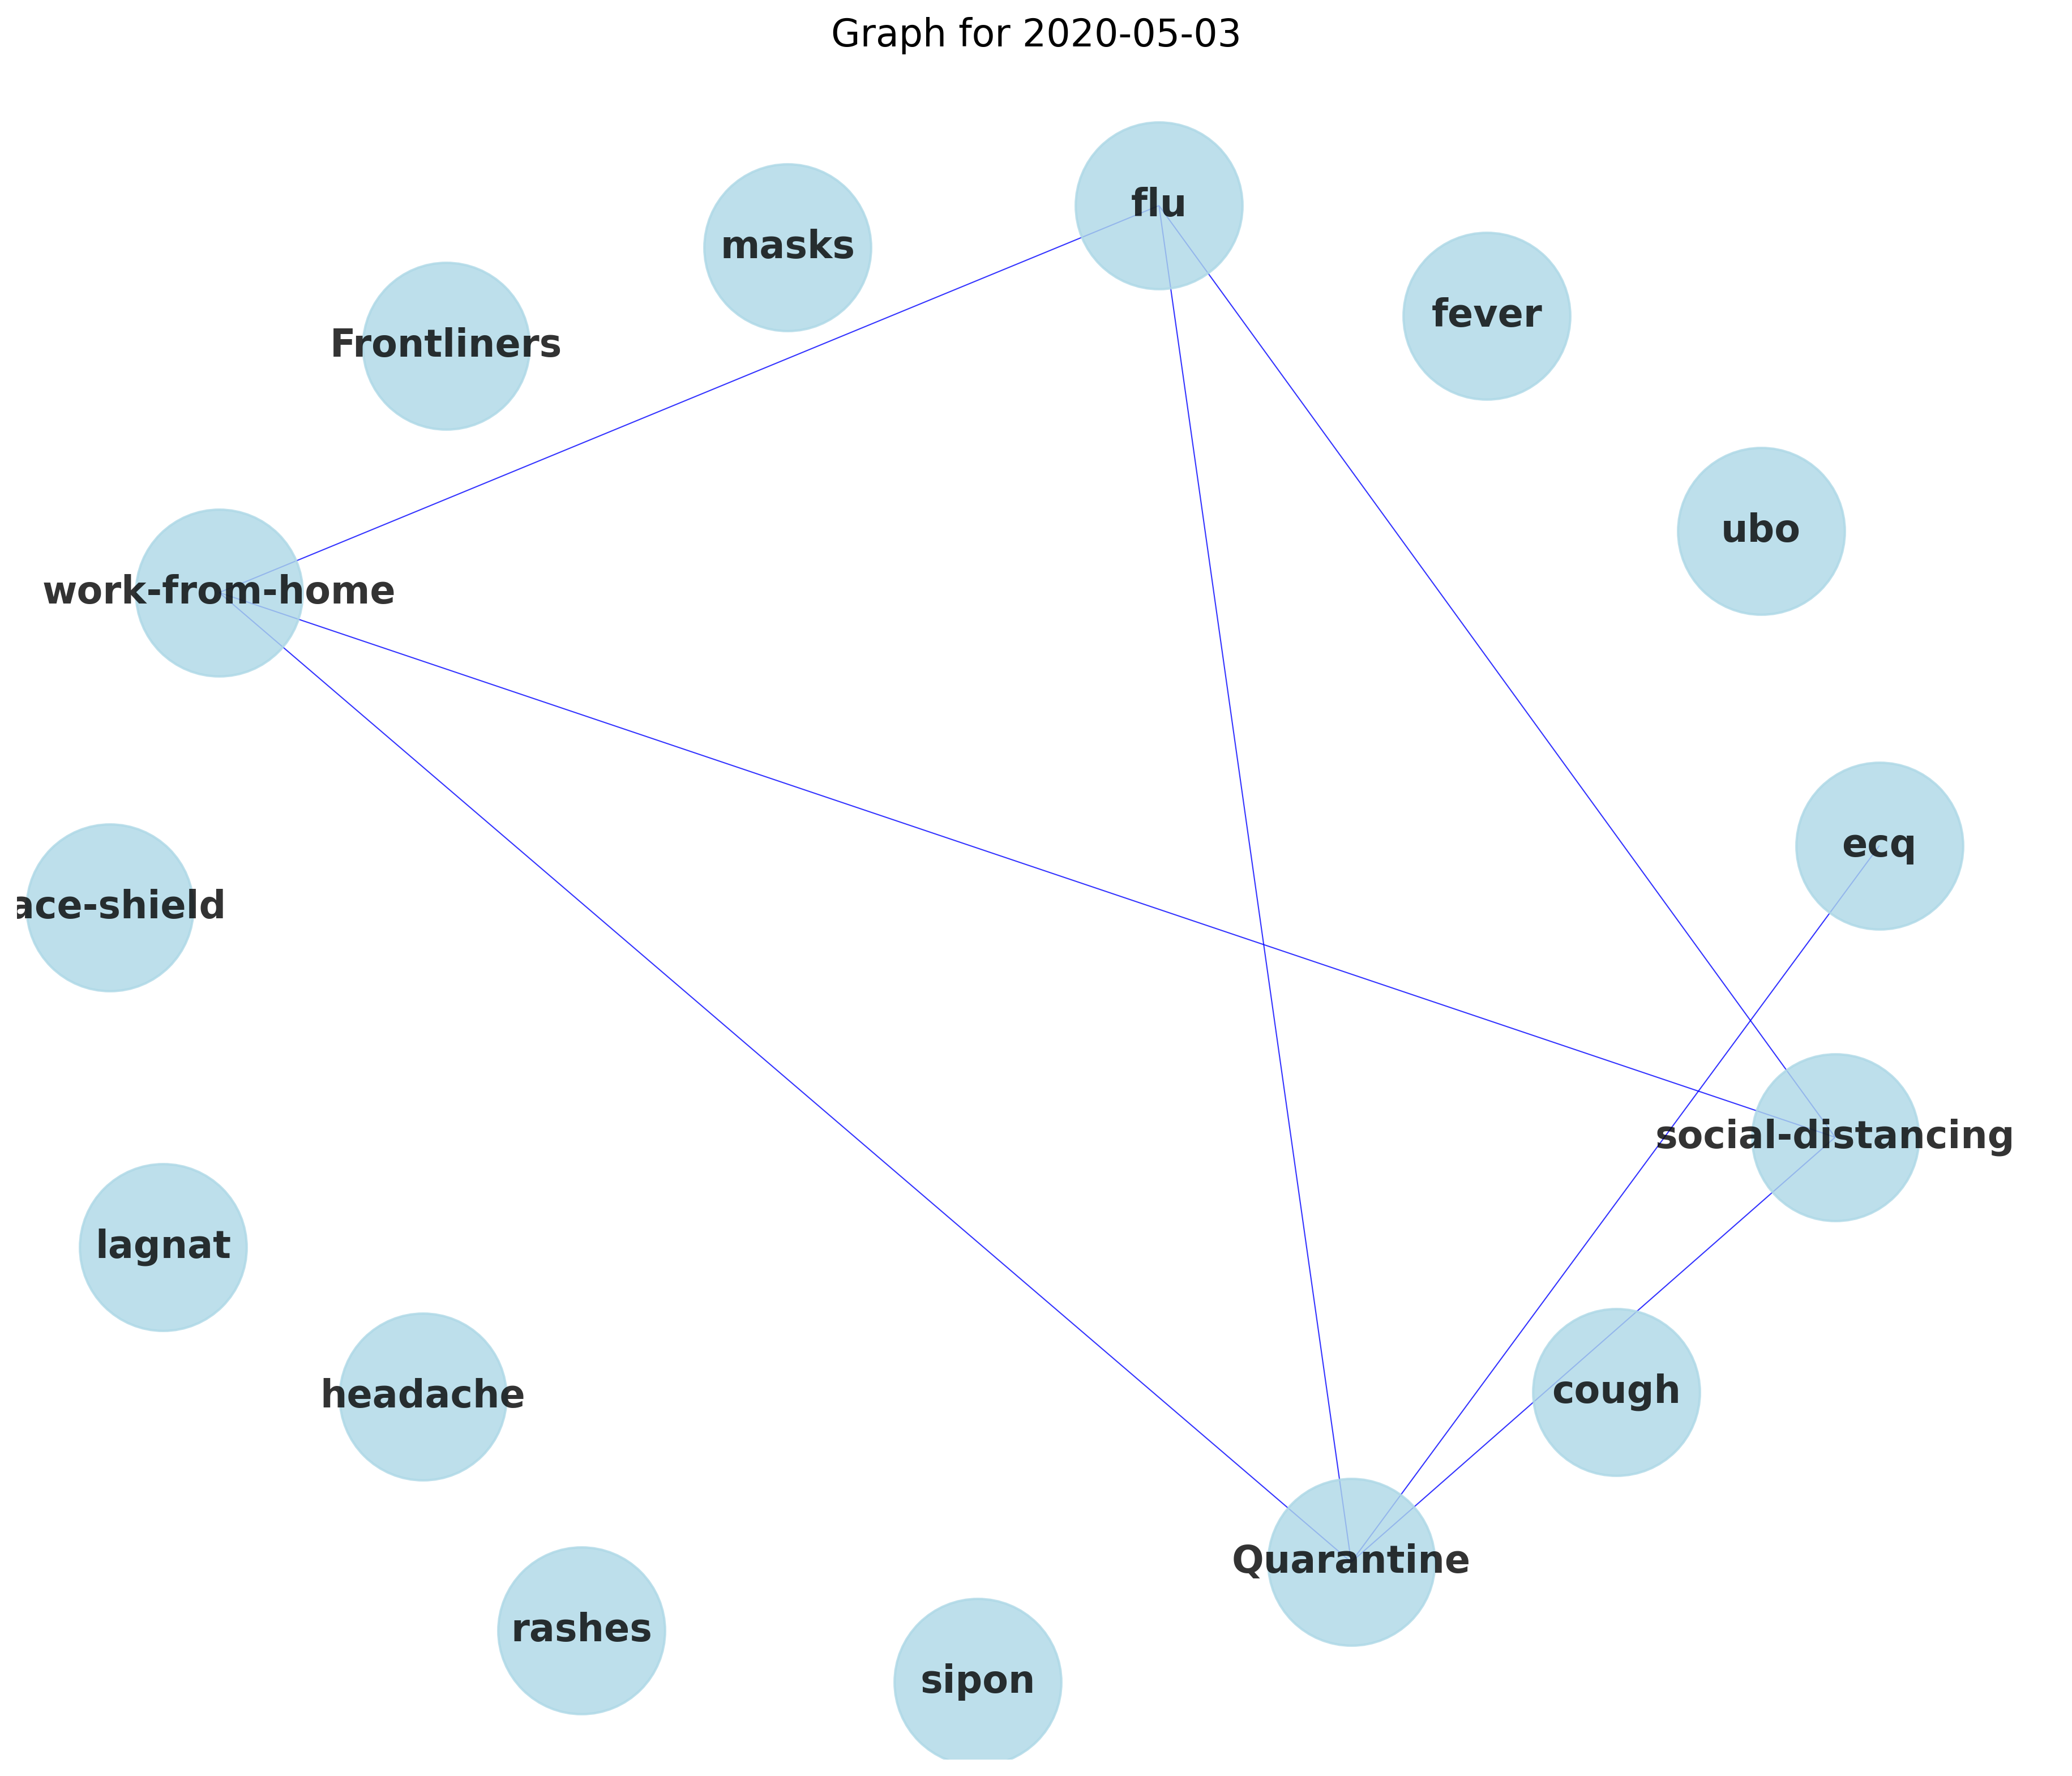 Graph for 2020-05-03
flu
masks
fever
Frontliners
ubo
work-from-home
ecq
ace-shield
social-distancing
lagnat
cough
headache
Quarantine
rashes
sipon